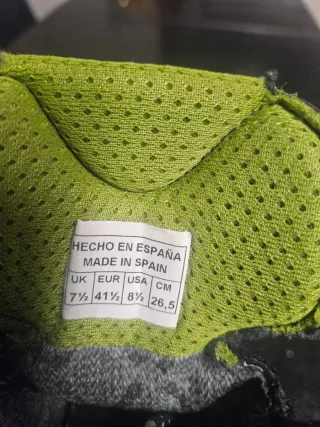 HECHO EN ESPAÑA
MADE IN SPAIN
UK EUR USA CM
7½ 41½ 8½ 26,5